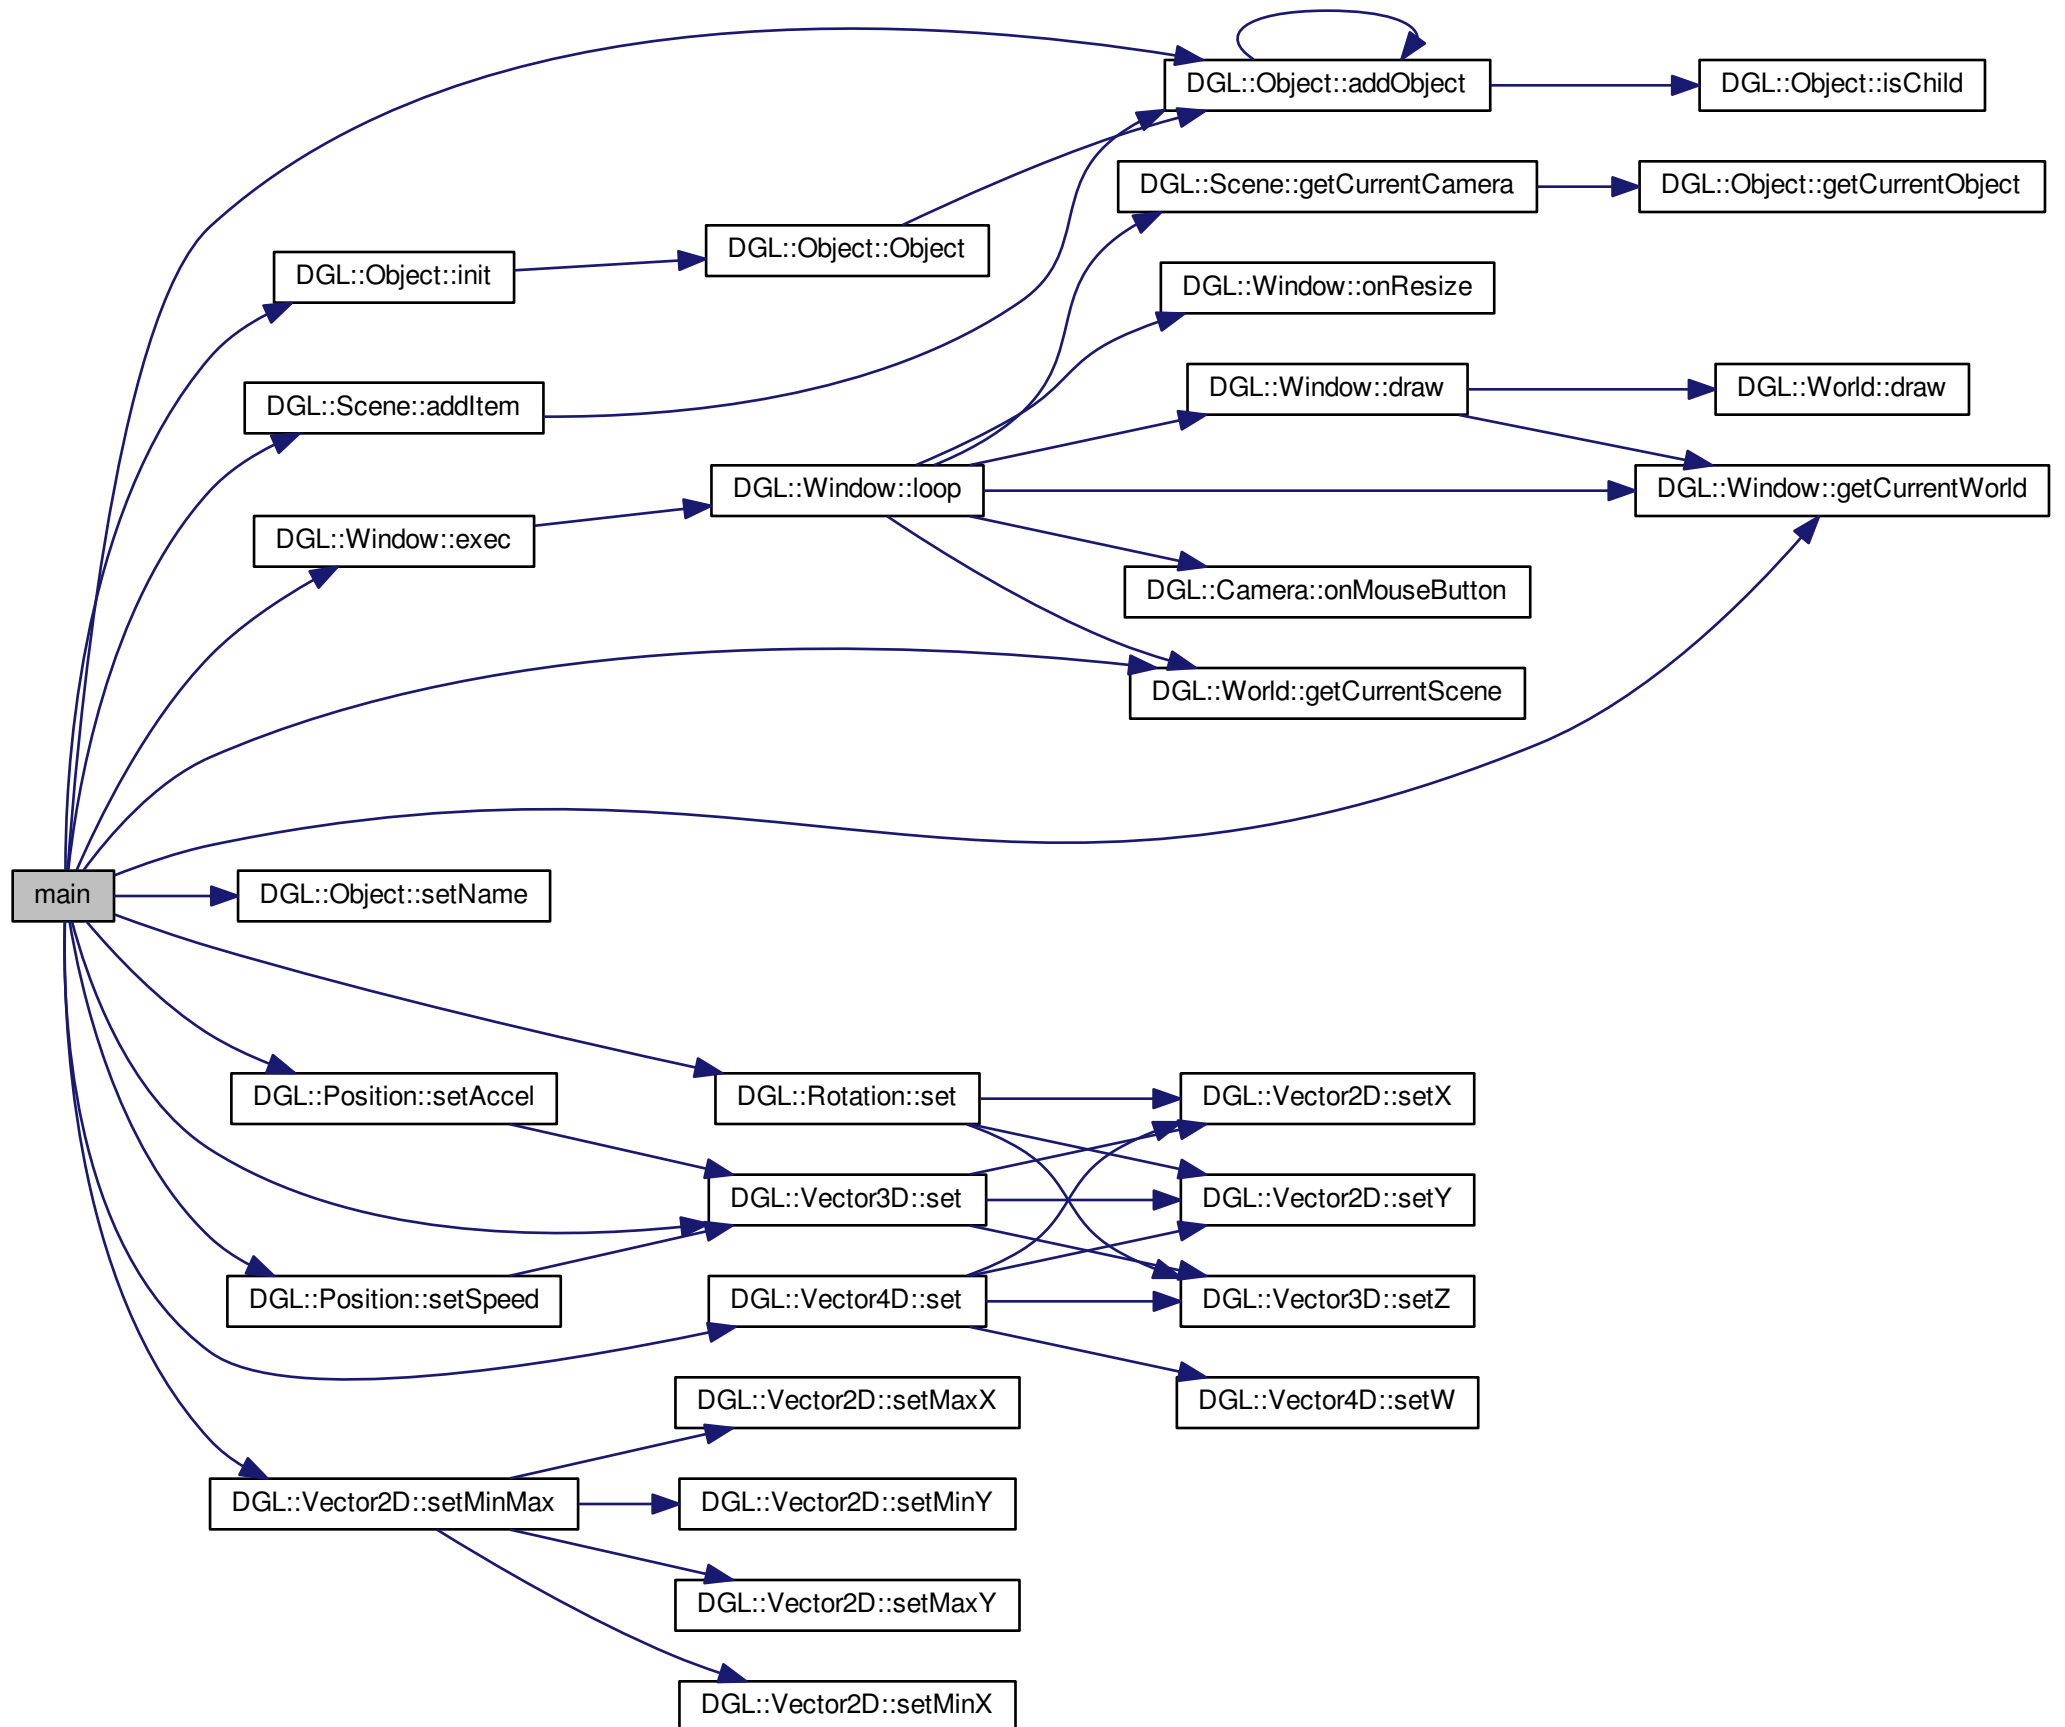 DGL::Object::addObject
DGL::Object::isChild
DGL::Scene::getCurrentCamera
DGL::Object::getCurrentObject
DGL::Object::Object
DGL::Object::init
DGL::Window::onResize
DGL::Window::draw
DGL::World::draw
DGL::Scene::addItem
DGL::Window::loop
DGL::Window::getCurrentWorld
DGL::Window::exec
DGL::Camera::onMouseButton
DGL::World::getCurrentScene
main
DGL::Object::setName
DGL::Position::setAccel
DGL::Rotation::set
DGL::Vector2D::setX
DGL::Vector3D::set
DGL::Vector2D::setY
DGL::Position::setSpeed
DGL::Vector4D::set
DGL::Vector3D::setZ
DGL::Vector2D::setMaxX
DGL::Vector4D::setW
DGL::Vector2D::setMinMax
DGL::Vector2D::setMinY
DGL::Vector2D::setMaxY
DGL::Vector2D::setMinX